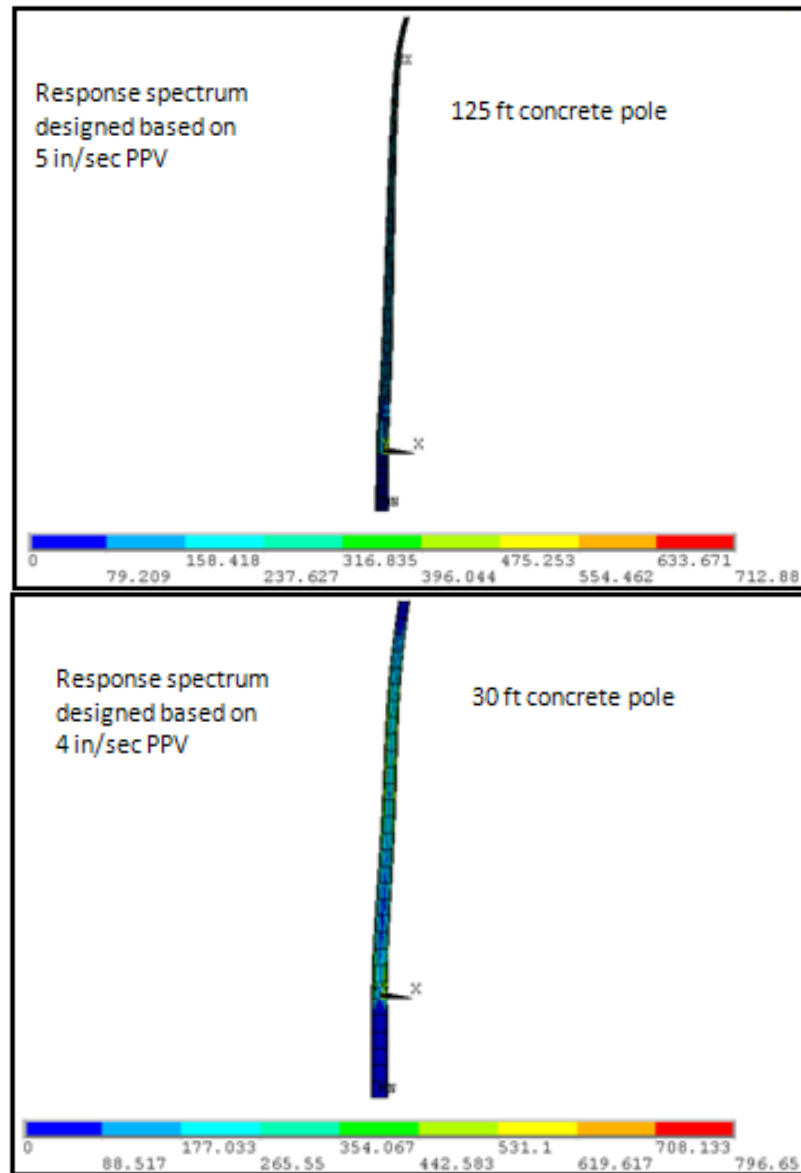 Response spectrum
designed based on
5 in/sec PPV
125 ft concrete pole
X
0 158.418 316.835 475.253 633.671
79.209 237.627 396.044 554.462 712.88
Response spectrum
designed based on
4 in/sec PPV
30 ft concrete pole
X
0 177.033 354.067 531.1 708.133
88.517 265.55 442.583 619.617 796.65